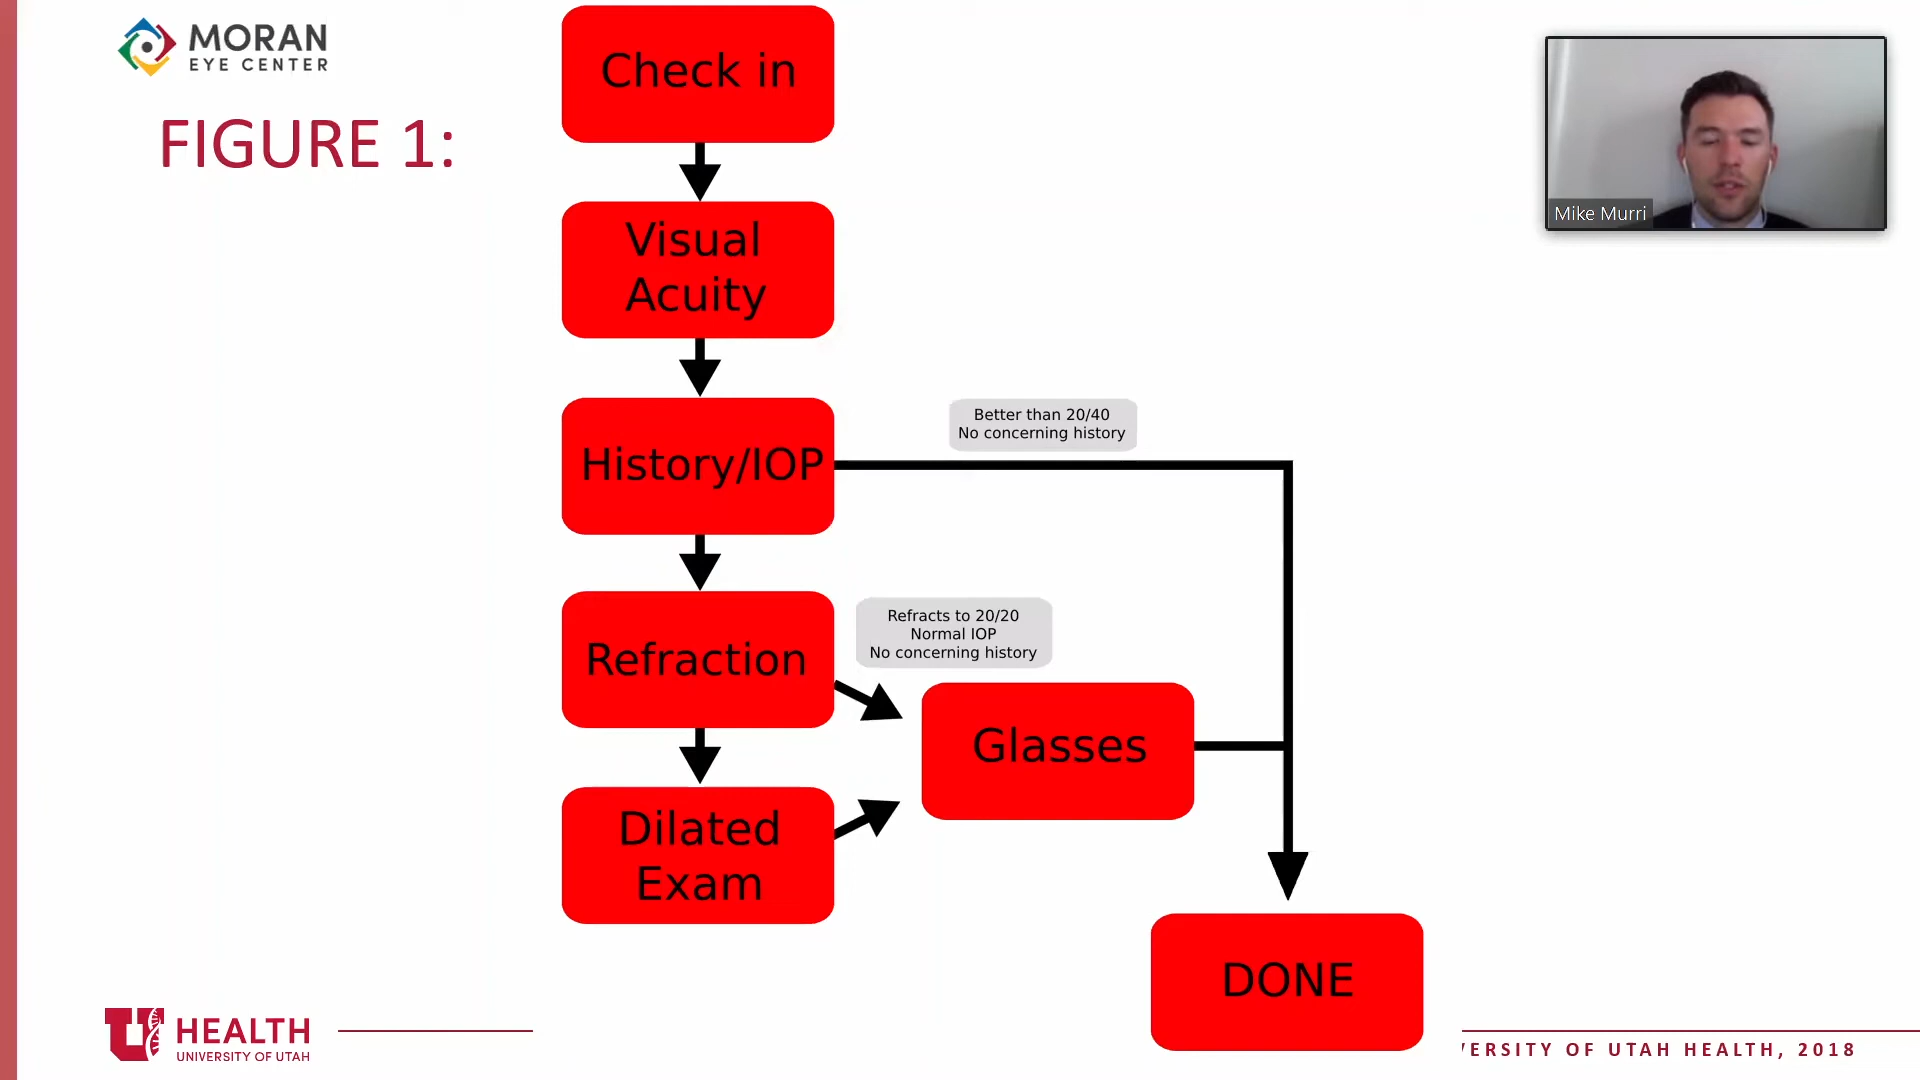 MORAN
EYE CENTER
FIGURE 1:
Check in
Visual
Acuity
History/IOP
Better than 20/40
No concerning history
Refraction
Refracts to 20/20
Normal IOP
No concerning history
Glasses
Dilated
Exam
DONE
Mike Murri
U HEALTH
UNIVERSITY OF UTAH
VERSITY OF UTAH HEALTH, 2018